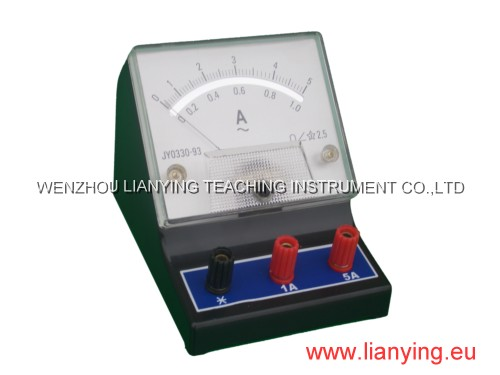 0 1 2 3 4 5
0 0.2 0.4 0.6 0.8 1.0
A
~
JY0330-93
2.5
WENZHOU LIANYING TEACHING INSTRUMENT CO.,LTD
1A 5A
www.lianying.eu